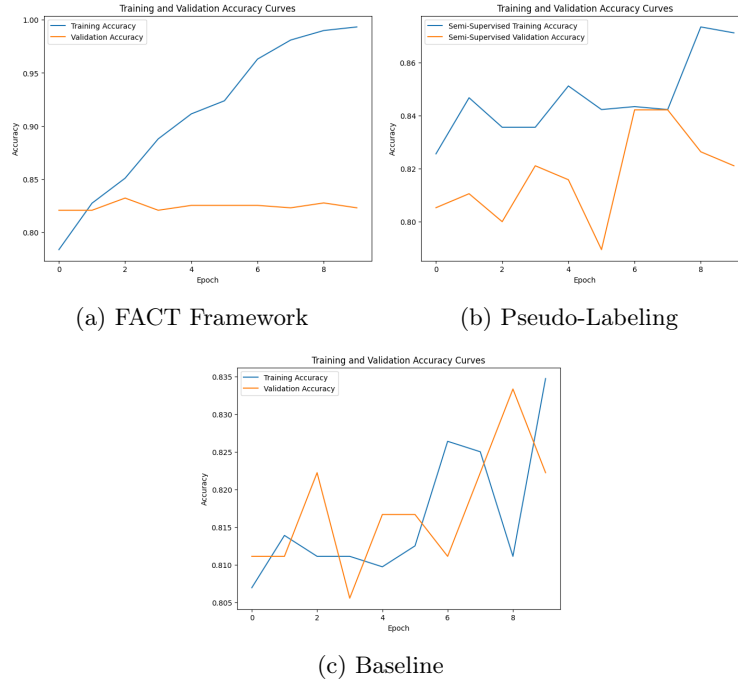 Training and Validation Accuracy Curves
Training Accuracy
Validation Accuracy
1.00
0.95
0.90
0.85
0.80
Accuracy
0 2 4 6 8
Epoch
(a) FACT Framework
Training and Validation Accuracy Curves
Semi-Supervised Training Accuracy
Semi-Supervised Validation Accuracy
0.86
0.84
0.82
0.80
Accuracy
0 2 4 6 8
Epoch
(b) Pseudo-Labeling
Training and Validation Accuracy Curves
Training Accuracy
Validation Accuracy
0.835
0.830
0.825
0.820
0.815
0.810
0.805
Accuracy
0 2 4 6 8
Epoch
(c) Baseline